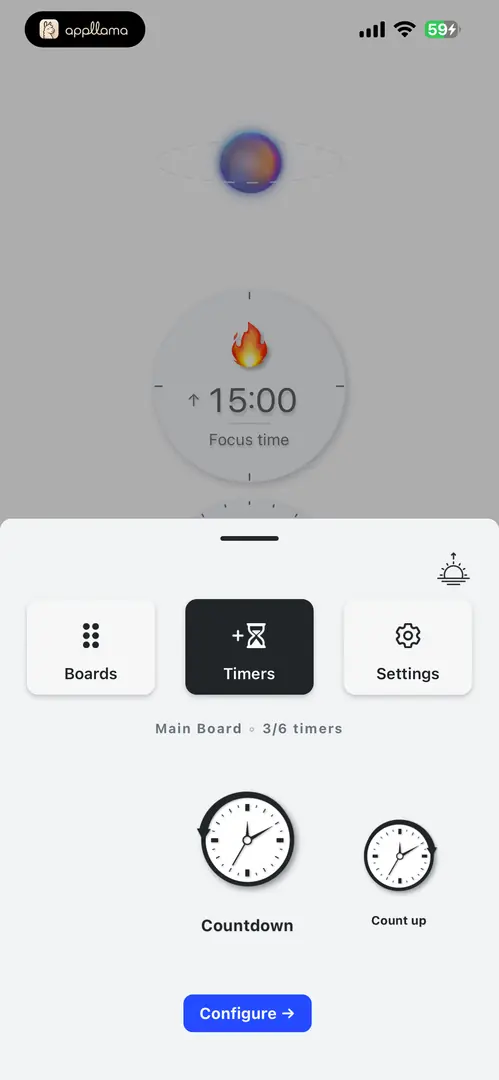 appllama
59
15:00
Focus time
Boards
Timers
Settings
Main Board ◦ 3/6 timers
Countdown
Count up
Configure →